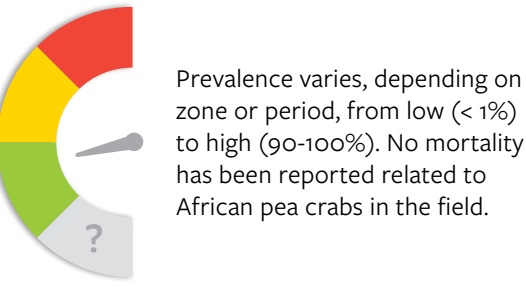 Prevalence varies, depending on
zone or period, from low (< 1%)
to high (90-100%). No mortality
has been reported related to
African pea crabs in the field.
?